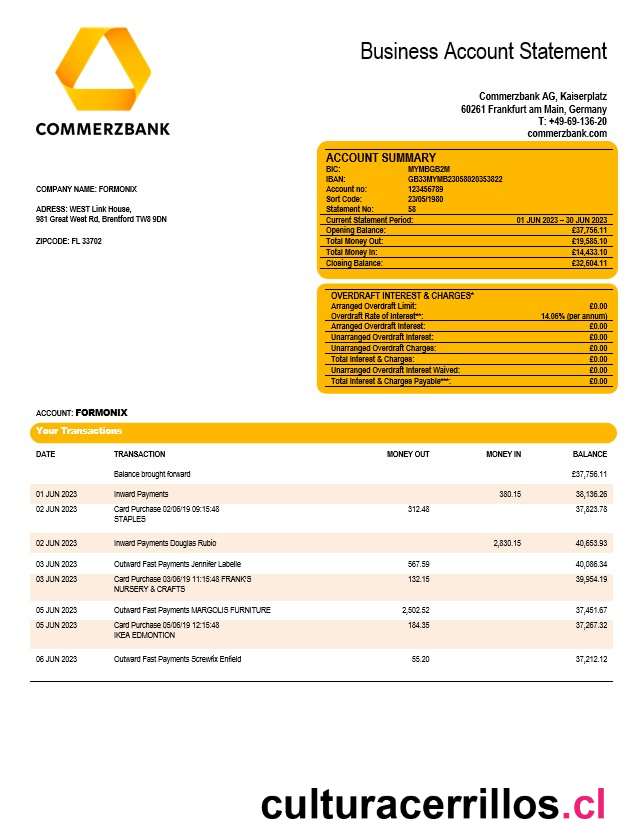 COMMERZBANK
Business Account Statement
Commerzbank AG, Kaiserplatz
60261 Frankfurt am Main, Germany
T: +49-69-136-20
commerzbank.com
COMPANY NAME: FORMONIX
ADRESS: WEST Link House,
981 Great West Rd, Brentford TW8 9DN
ZIPCODE: FL 33702
ACCOUNT SUMMARY
BIC: MYMBGB2M
IBAN: GB33MYMB23058020353822
Account no: 123456789
Sort Code: 23/05/1980
Statement No: 58
Current Statement Period: 01 JUN 2023 – 30 JUN 2023
Opening Balance: £37,756.11
Total Money Out: £19,585.10
Total Money In: £14,433.10
Closing Balance: £32,604.11
OVERDRAFT INTEREST & CHARGES*
Arranged Overdraft Limit: £0.00
Overdraft Rate of Interest**: 14.06% (per annum)
Arranged Overdraft Interest: £0.00
Unarranged Overdraft Interest: £0.00
Unarranged Overdraft Charges: £0.00
Total Interest & Charges: £0.00
Unarranged Overdraft Interest Waived: £0.00
Total Interest & Charges Payable***: £0.00
ACCOUNT: FORMONIX
Your Transactions
DATE TRANSACTION MONEY OUT MONEY IN BALANCE
Balance brought forward £37,756.11
01 JUN 2023 Inward Payments 380.15 38,136.26
02 JUN 2023 Card Purchase 02/06/19 09:15:48 312.48 37,823.78
STAPLES
02 JUN 2023 Inward Payments Douglas Rubio 2,830.15 40,653.93
03 JUN 2023 Outward Fast Payments Jennifer Labelle 567.59 40,086.34
03 JUN 2023 Card Purchase 03/06/19 11:15:48 FRANK'S 132.15 39,954.19
NURSERY & CRAFTS
05 JUN 2023 Outward Fast Payments MARGOLIS FURNITURE 2,502.52 37,451.67
05 JUN 2023 Card Purchase 05/06/19 12:15:48 184.35 37,267.32
IKEA EDMONTION
06 JUN 2023 Outward Fast Payments Screwfix Enfield 55.20 37,212.12
culturacerrillos.cl